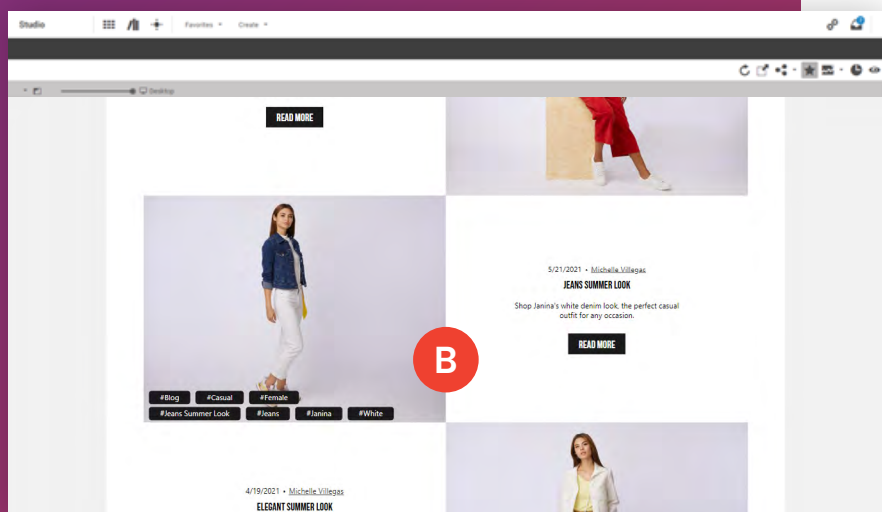 Studio Favorites Create
Desktop
READ MORE
5/21/2021 • Michelle Villegas
JEANS SUMMER LOOK
Shop Janina's white denim look, the perfect casual
outfit for any occasion.
READ MORE
B
#Blog #Casual #Female
#Jeans Summer Look #Jeans #Janina #White
4/19/2021 • Michelle Villegas
ELEGANT SUMMER LOOK